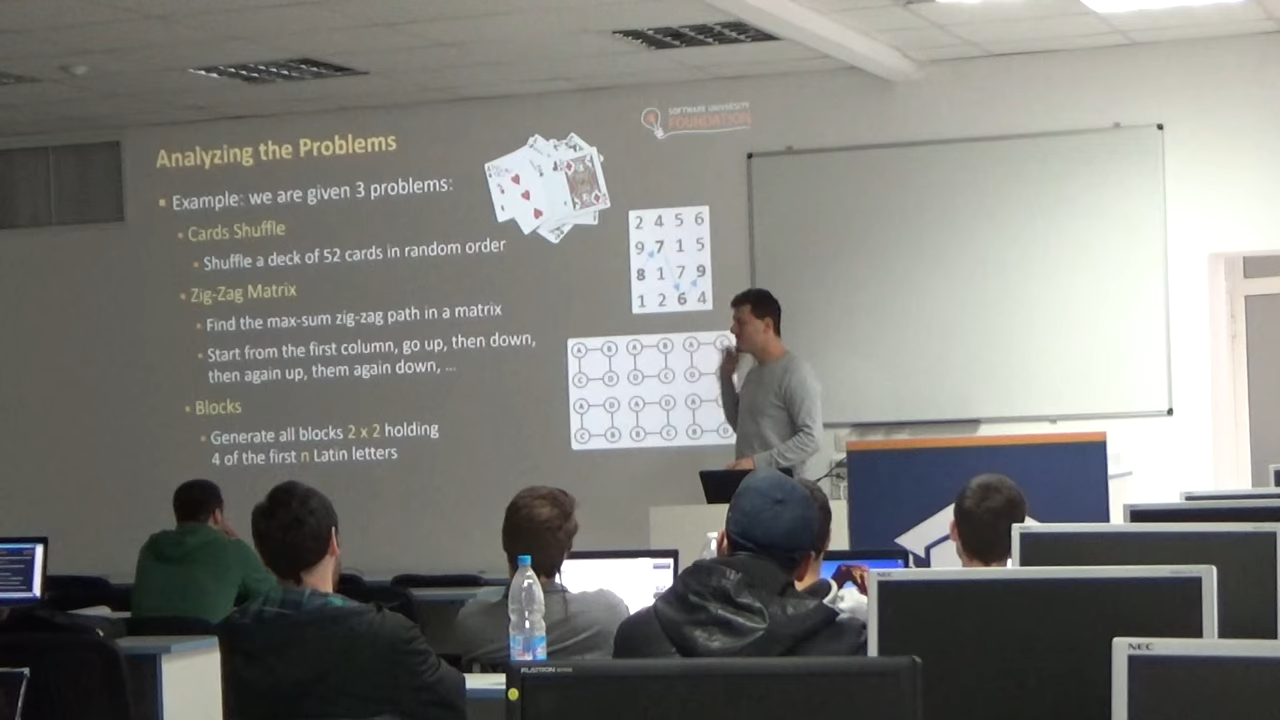 SOFTWARE UNIVERSITY
FOUNDATION
Analyzing the Problems
Example: we are given 3 problems:
Cards Shuffle
Shuffle a deck of 52 cards in random order
Zig-Zag Matrix
Find the max-sum zig-zag path in a matrix
Start from the first column, go up, then down,
then again up, them again down, ...
Blocks
Generate all blocks 2 x 2 holding
4 of the first n Latin letters
2 4 5 6
9 7 1 5
8 1 7 9
1 2 6 4
A B A B A
C D D C
A D A D
C B B C B D
NEC
NEC
FLATRON